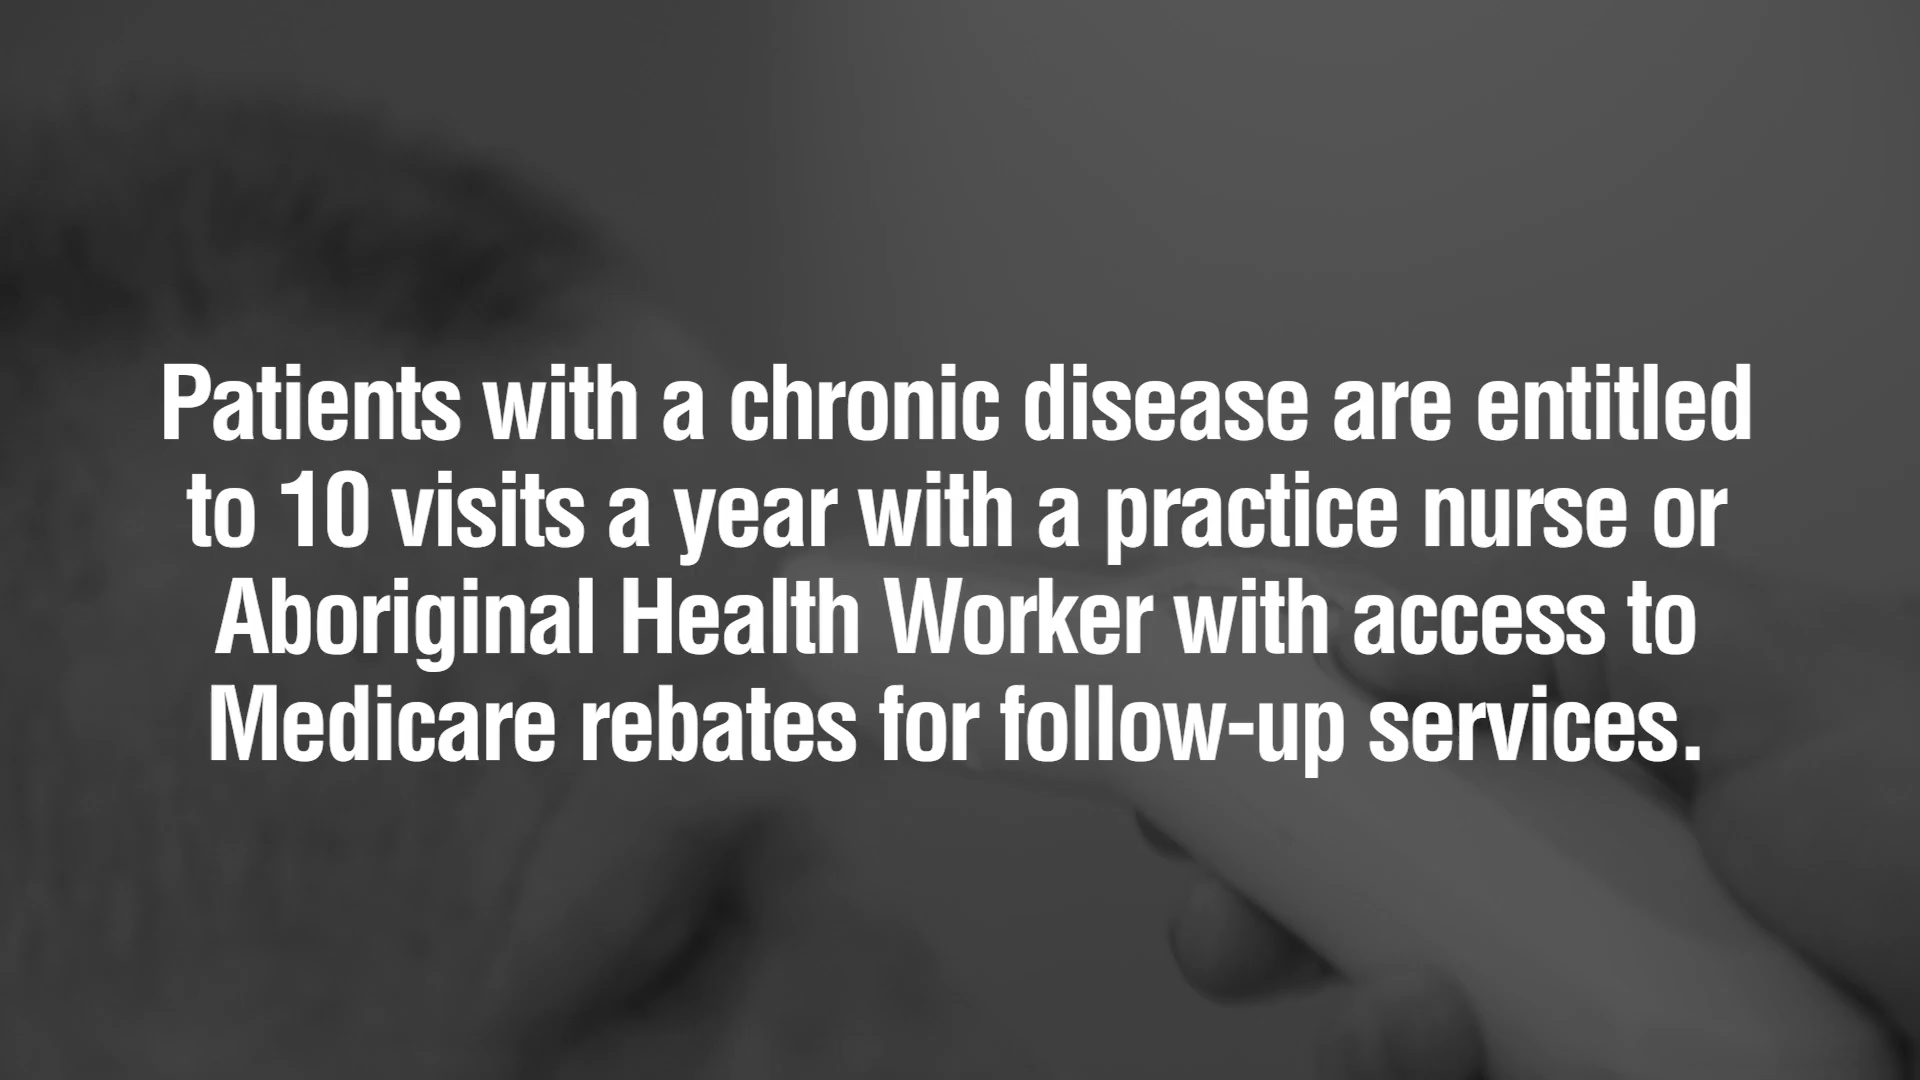 Patients with a chronic disease are entitled
to 10 visits a year with a practice nurse or
Aboriginal Health Worker with access to
Medicare rebates for follow-up services.